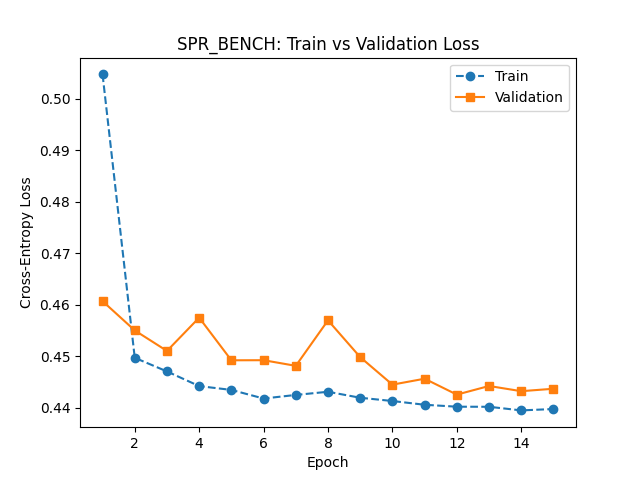 SPR_BENCH: Train vs Validation Loss
Train
Validation
Cross-Entropy Loss
0.50
0.49
0.48
0.47
0.46
0.45
0.44
2 4 6 8 10 12 14
Epoch